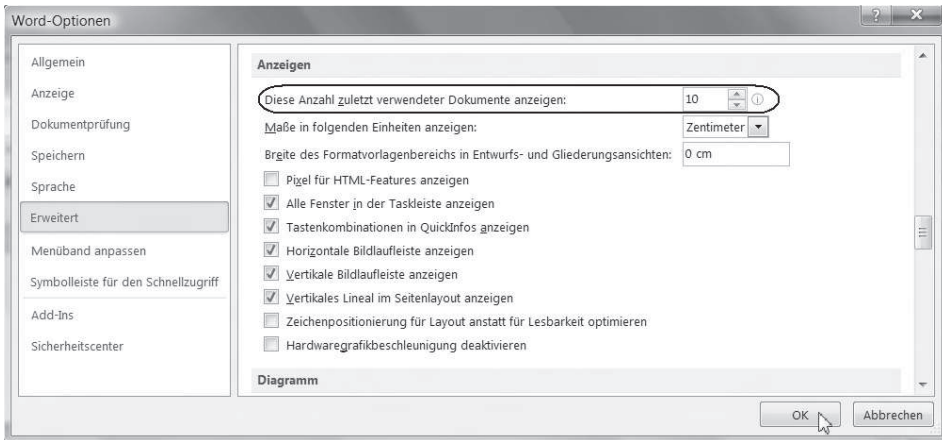 Word-Optionen
Allgemein
Anzeige
Dokumentprüfung
Speichern
Sprache
Erweitert
Menüband anpassen
Symbolleiste für den Schnellzugriff
Add-Ins
Sicherheitscenter
Anzeigen
Diese Anzahl zuletzt verwendeter Dokumente anzeigen: 10
Maße in folgenden Einheiten anzeigen: Zentimeter
Breite des Formatvorlagenbereichs in Entwurfs- und Gliederungsansichten: 0 cm
Pixel für HTML-Features anzeigen
Alle Fenster in der Taskleiste anzeigen
Tastenkombinationen in QuickInfos anzeigen
Horizontale Bildlaufleiste anzeigen
Vertikale Bildlaufleiste anzeigen
Vertikales Lineal im Seitenlayout anzeigen
Zeichenpositionierung für Layout anstatt für Lesbarkeit optimieren
Hardwaregrafikbeschleunigung deaktivieren
Diagramm
OK Abbrechen